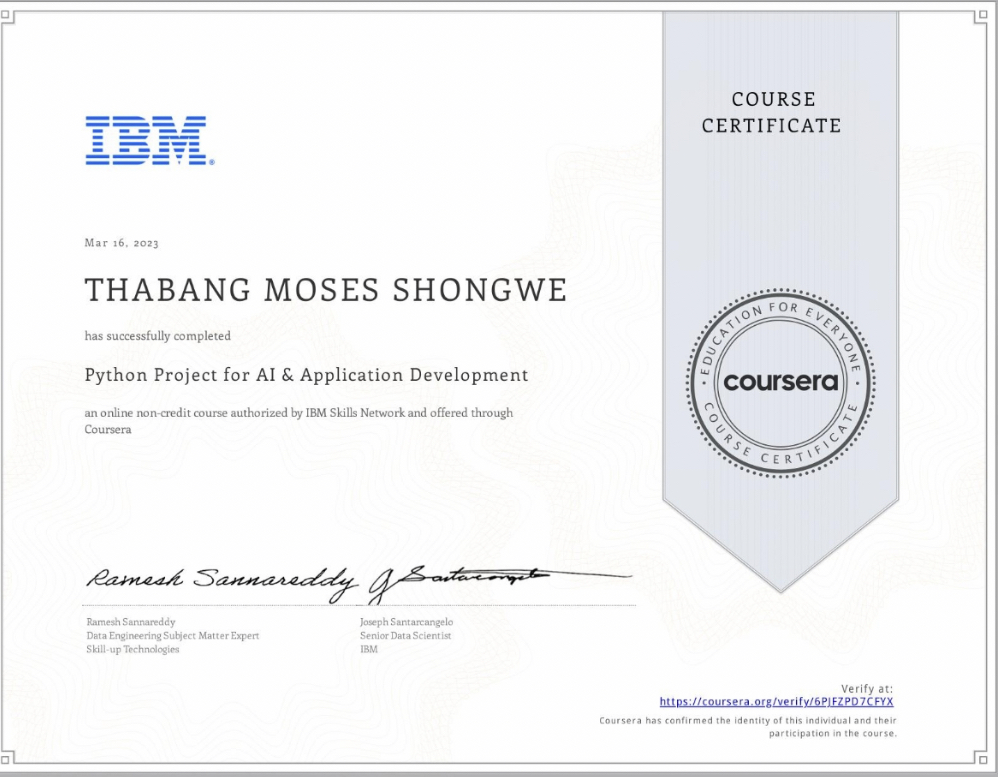 COURSE
CERTIFICATE
IBM®
Mar 16, 2023
THABANG MOSES SHONGWE
has successfully completed
Python Project for AI & Application Development
an online non-credit course authorized by IBM Skills Network and offered through
Coursera
EDUCATION FOR EVERYONE
coursera
COURSE CERTIFICATE
Ramesh Sannareddy J Santarcangelo
Ramesh Sannareddy
Data Engineering Subject Matter Expert
Skill-up Technologies
Joseph Santarcangelo
Senior Data Scientist
IBM
Verify at:
https://coursera.org/verify/6PJFZPD7CFYX
Coursera has confirmed the identity of this individual and their
participation in the course.